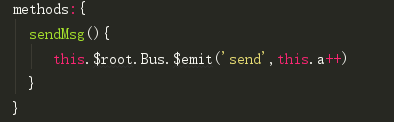 methods:{
sendMsg(){
this.$root.Bus.$emit('send',this.a++)
}
}